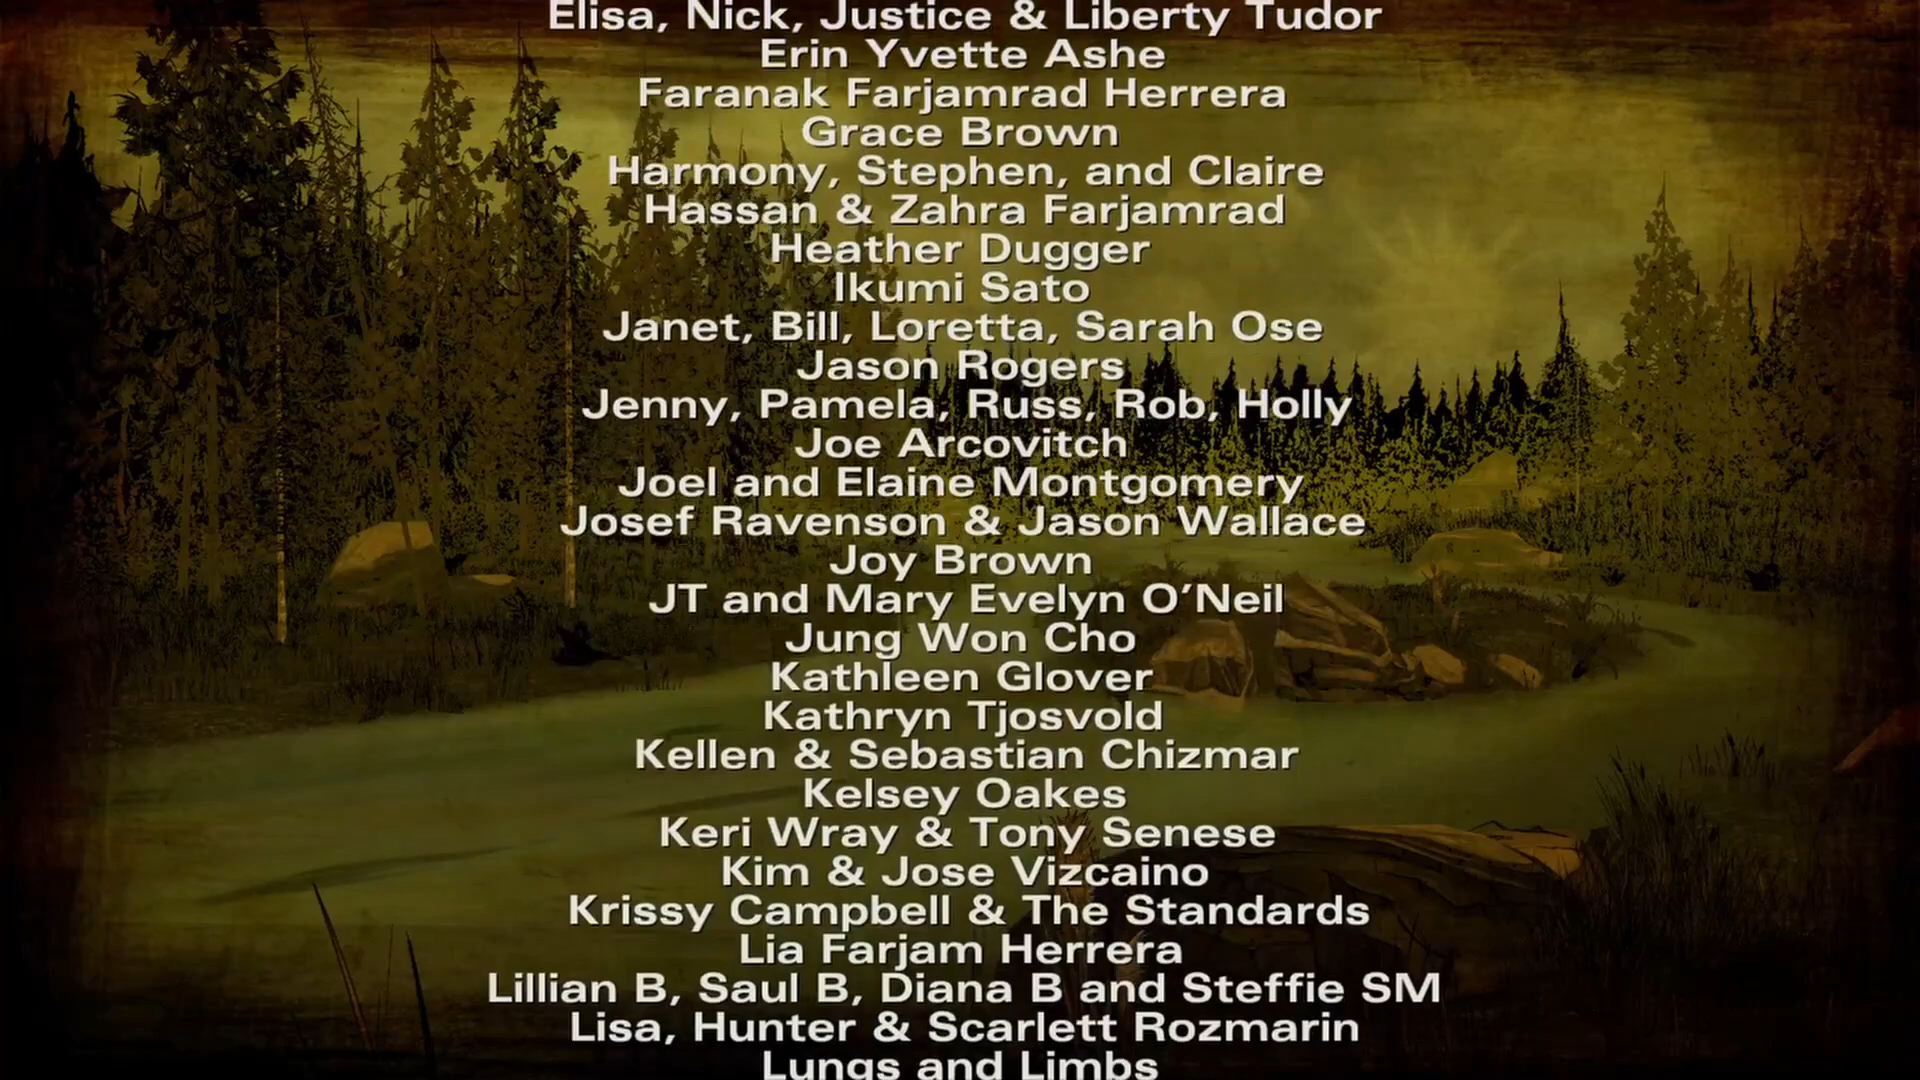 Elisa, Nick, Justice & Liberty Tudor
Erin Yvette Ashe
Faranak Farjamrad Herrera
Grace Brown
Harmony, Stephen, and Claire
Hassan & Zahra Farjamrad
Heather Dugger
Ikumi Sato
Janet, Bill, Loretta, Sarah Ose
Jason Rogers
Jenny, Pamela, Russ, Rob, Holly
Joe Arcovitch
Joel and Elaine Montgomery
Josef Ravenson & Jason Wallace
Joy Brown
JT and Mary Evelyn O’Neil
Jung Won Cho
Kathleen Glover
Kathryn Tjosvold
Kellen & Sebastian Chizmar
Kelsey Oakes
Keri Wray & Tony Senese
Kim & Jose Vizcaino
Krissy Campbell & The Standards
Lia Farjam Herrera
Lillian B, Saul B, Diana B and Steffie SM
Lisa, Hunter & Scarlett Rozmarin
Lungs and Limbs